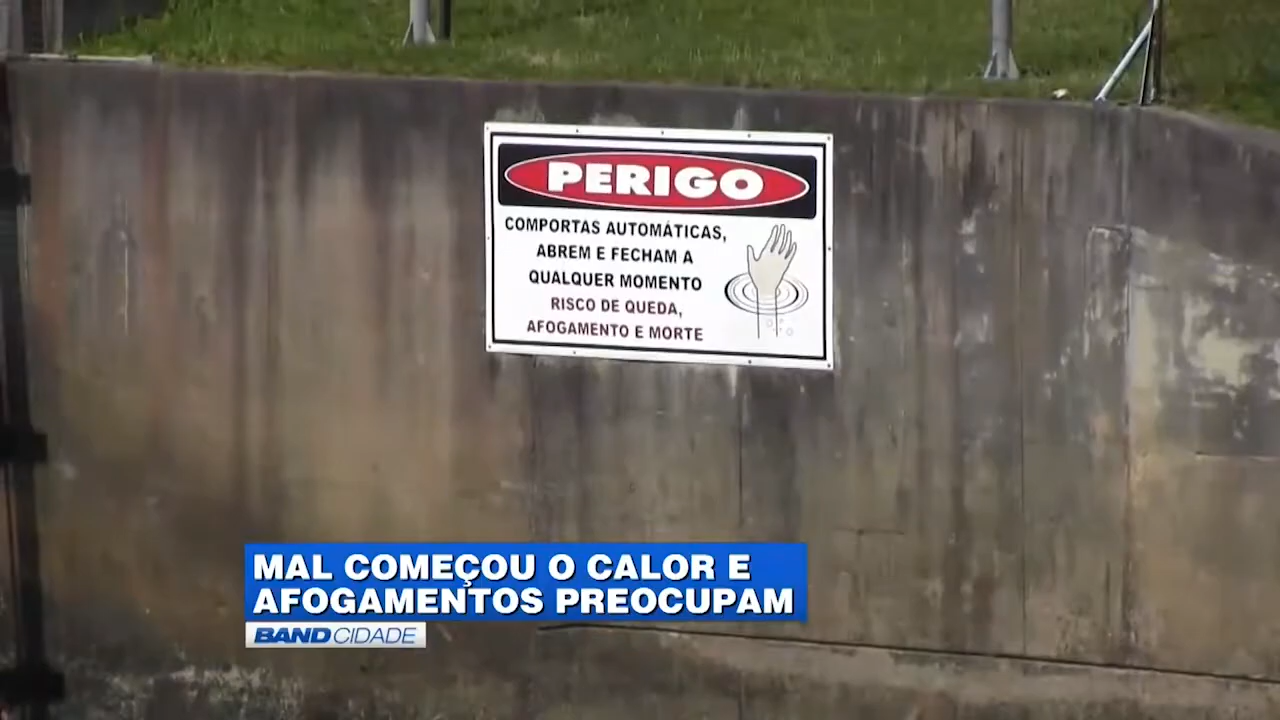 PERIGO
COMPORTAS AUTOMÁTICAS,
ABREM E FECHAM A
QUALQUER MOMENTO
RISCO DE QUEDA,
AFOGAMENTO E MORTE
MAL COMEÇOU O CALOR E
AFOGAMENTOS PREOCUPAM
BAND CIDADE